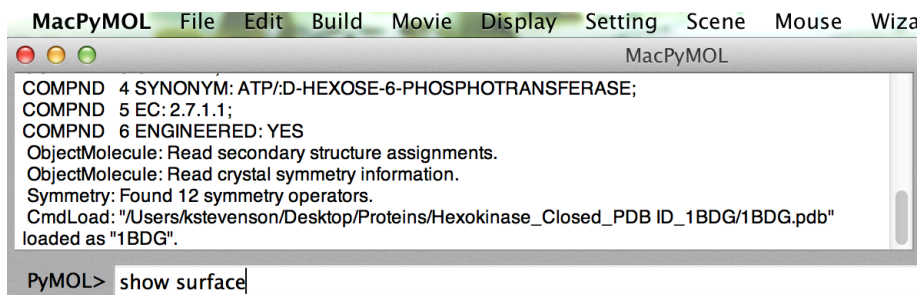 MacPyMOL File Edit Build Movie Display Setting Scene Mouse Wiza
MacPyMOL
COMPND 4 SYNONYM: ATP/:D-HEXOSE-6-PHOSPHOTRANSFERASE;
COMPND 5 EC: 2.7.1.1;
COMPND 6 ENGINEERED: YES
ObjectMolecule: Read secondary structure assignments.
ObjectMolecule: Read crystal symmetry information.
Symmetry: Found 12 symmetry operators.
CmdLoad: "/Users/kstevenson/Desktop/Proteins/Hexokinase_Closed_PDB ID_1BDG/1BDG.pdb"
loaded as "1BDG".
PyMOL> show surface